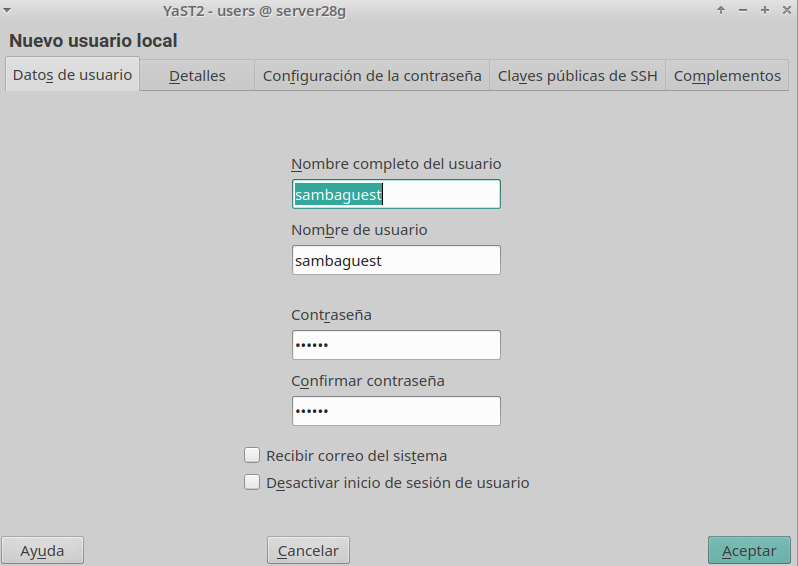 YaST2 - users @ server28g
Nuevo usuario local
Datos de usuario Detalles Configuración de la contraseña Claves públicas de SSH Complementos
Nombre completo del usuario
sambaguest
Nombre de usuario
sambaguest
Contraseña
••••••
Confirmar contraseña
••••••
Recibir correo del sistema
Desactivar inicio de sesión de usuario
Ayuda Cancelar Aceptar